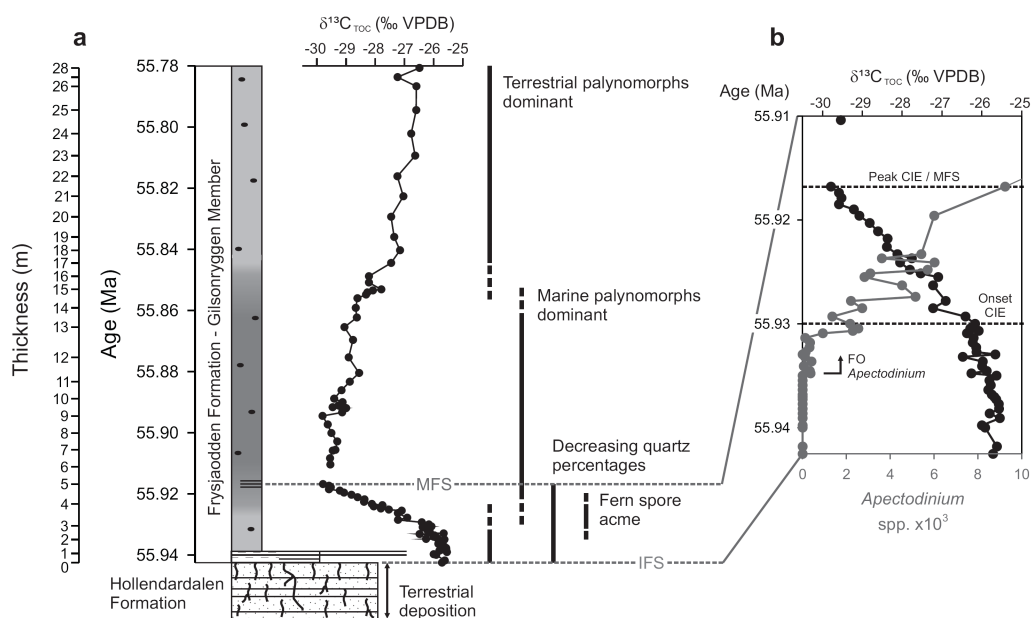 a
δ¹³C TOC (‰ VPDB)
-30 -29 -28 -27 -26 -25
Thickness (m)
28
26
25
24
23
22
21
20
19
18
17
16
15
14
13
12
11
10
9
8
7
6
5
4
3
2
1
0
Age (Ma)
55.78
55.80
55.82
55.84
55.86
55.88
55.90
55.92
55.94
Frysjaodden Formation - Gilsonryggen Member
Terrestrial palynomorphs
dominant
Marine palynomorphs
dominant
Decreasing quartz
percentages
Fern spore
acme
MFS
IFS
Hollendardalen
Formation
Terrestrial
deposition
b
δ¹³C TOC (‰ VPDB)
Age (Ma)
-30 -29 -28 -27 -26 -25
55.91
55.92
55.93
55.94
Peak CIE / MFS
Onset
CIE
FO
Apectodinium
0 2 4 6 8 10
Apectodinium
spp. x10³